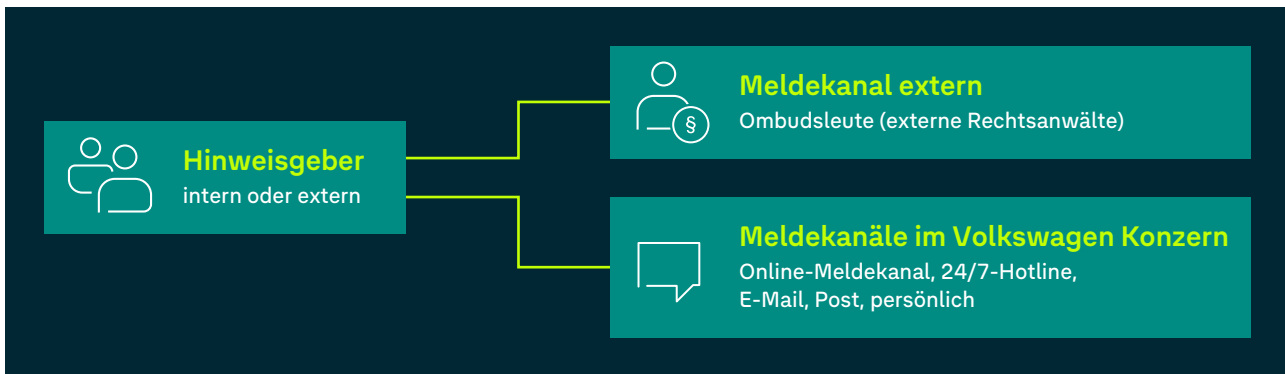 Hinweisgeber
intern oder extern
Meldekanal extern
§
Ombudsleute (externe Rechtsanwälte)
Meldekanäle im Volkswagen Konzern
Online-Meldekanal, 24/7-Hotline,
E-Mail, Post, persönlich